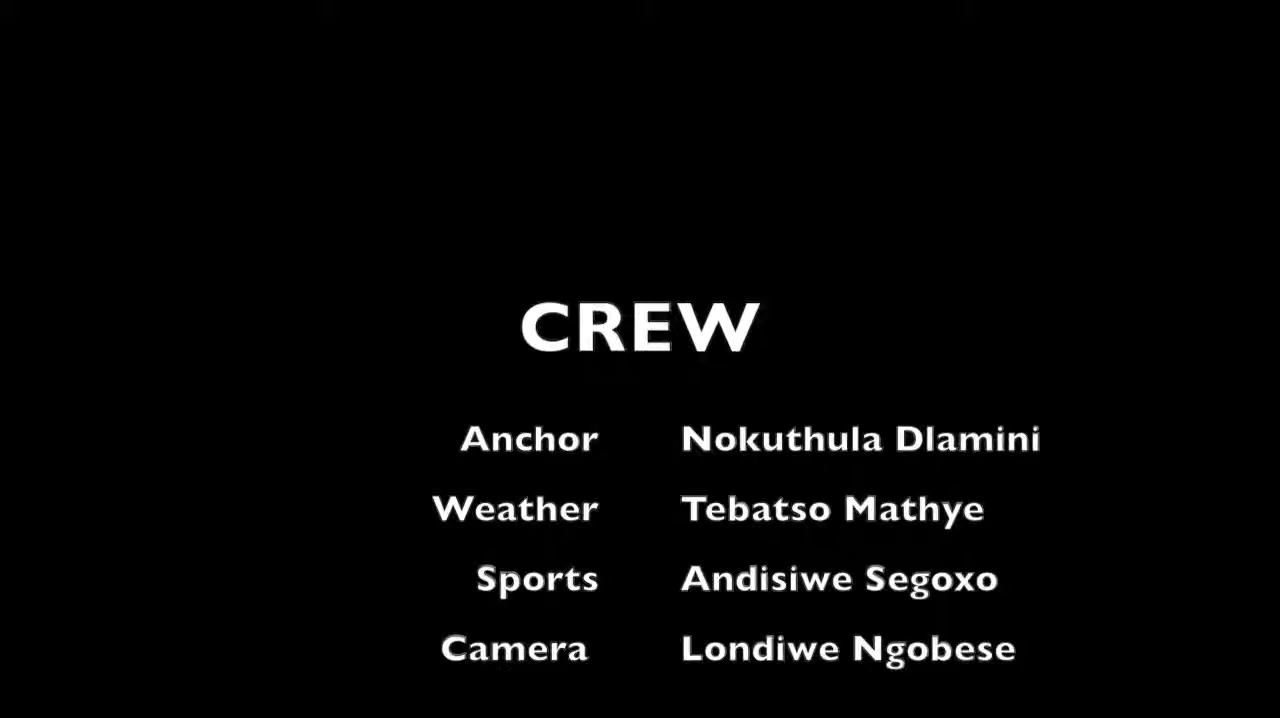 CREW
Anchor Nokuthula Dlamini
Weather Tebatso Mathye
Sports Andisiwe Segoxo
Camera Londiwe Ngobese